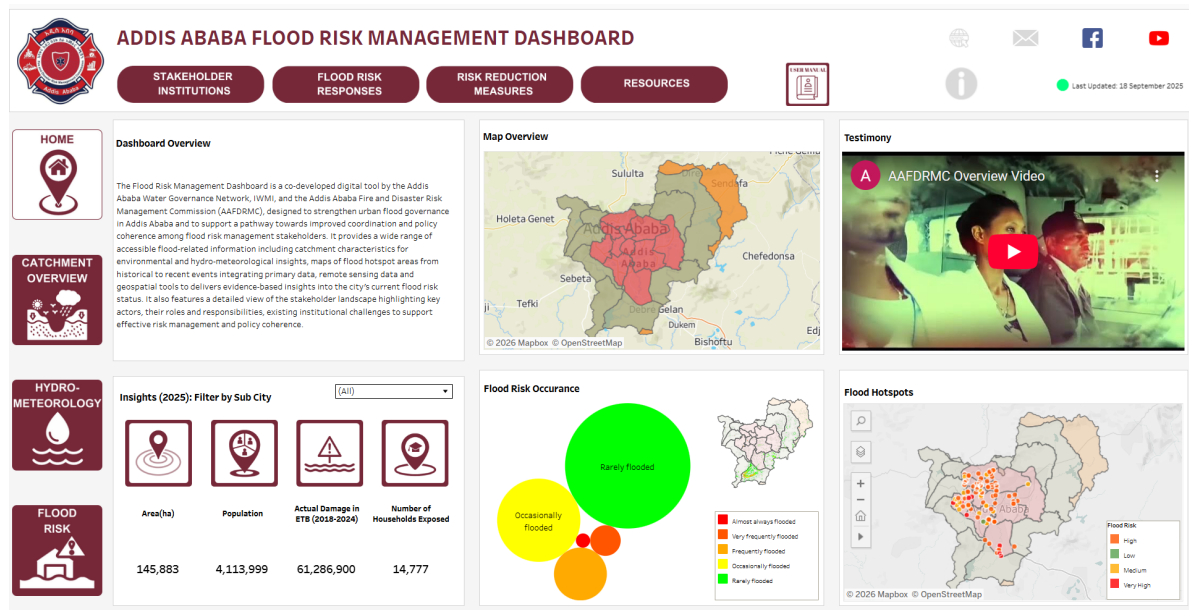 Addis Ababa
ADDIS ABABA FLOOD RISK MANAGEMENT DASHBOARD
STAKEHOLDER
INSTITUTIONS
FLOOD RISK
RESPONSES
RISK REDUCTION
MEASURES
RESOURCES
USER MANUAL
Last Updated: 18 September 2025
HOME
CATCHMENT
OVERVIEW
HYDRO-
METEOROLOGY
FLOOD
RISK
Dashboard Overview
The Flood Risk Management Dashboard is a co-developed digital tool by the Addis
Ababa Water Governance Network, IWMI, and the Addis Ababa Fire and Disaster Risk
Management Commission (AAFDRMC), designed to strengthen urban flood governance
in Addis Ababa and to support a pathway towards improved coordination and policy
coherence among flood risk management stakeholders. It provides a wide range of
accessible flood-related information including catchment characteristics for
environmental and hydro-meteorological insights, maps of flood hotspot areas from
historical to recent events integrating primary data, remote sensing data and
geospatial tools to delivers evidence-based insights into the city's current flood risk
status. It also features a detailed view of the stakeholder landscape highlighting key
actors, their roles and responsibilities, existing institutional challenges to support
effective risk management and policy coherence.
Map Overview
Sululta
Sendafa
Holeta Genet
Addis Ababa
Addis
Ababa
Chefedonsa
Sebeta
Tefki
Gelan
Dukem
Bishoftu
Edj
© 2026 Mapbox © OpenStreetMap
Testimony
A
AAFDRMC Overview Video
Insights (2025): Filter by Sub City
(All)
Area(ha)
Population
Actual Damage in
ETB (2018-2024)
Number of
Households Exposed
145,883
4,113,999
61,286,900
14,777
Flood Risk Occurance
Rarely flooded
Occasionally
flooded
Almost always flooded
Very frequently flooded
Frequently flooded
Occasionally flooded
Rarely flooded
Flood Hotspots
Ababa
Flood Risk
High
Low
Medium
Very High
© 2026 Mapbox © OpenStreetMap